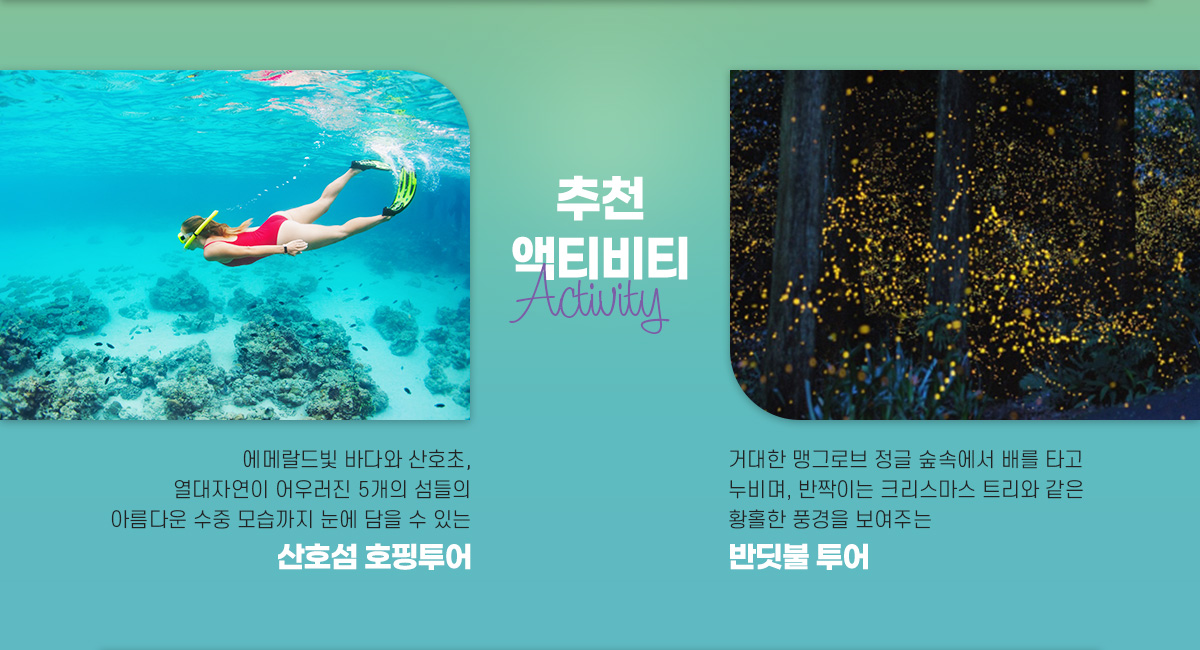 추천
액티비티
Activity
에메랄드빛 바다와 산호초,
열대자연이 어우러진 5개의 섬들의
아름다운 수중 모습까지 눈에 담을 수 있는
산호섬 호핑투어
거대한 맹그로브 정글 숲속에서 배를 타고
누비며, 반짝이는 크리스마스 트리와 같은
황홀한 풍경을 보여주는
반딧불 투어